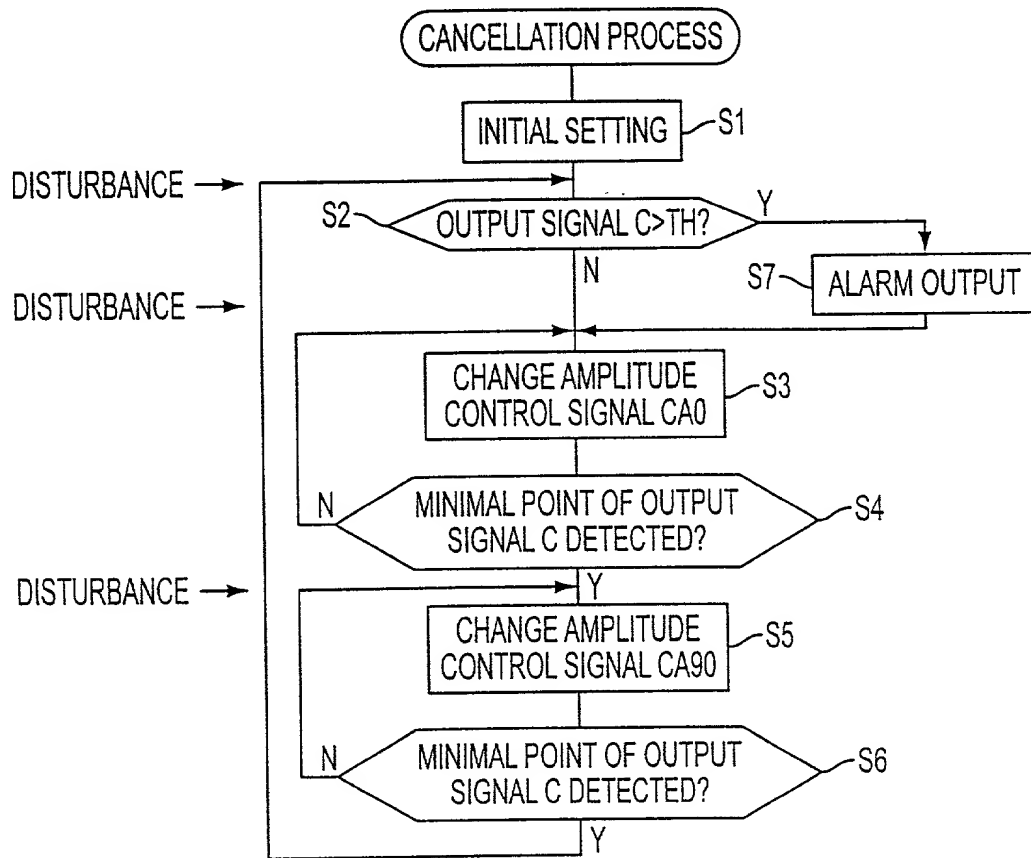 CANCELLATION PROCESS
INITIAL SETTING
S1
DISTURBANCE
S2
OUTPUT SIGNAL C>TH?
Y
N
S7
ALARM OUTPUT
DISTURBANCE
CHANGE AMPLITUDE
CONTROL SIGNAL CA0
S3
N
MINIMAL POINT OF OUTPUT
SIGNAL C DETECTED?
S4
DISTURBANCE
Y
CHANGE AMPLITUDE
CONTROL SIGNAL CA90
S5
N
MINIMAL POINT OF OUTPUT
SIGNAL C DETECTED?
S6
Y